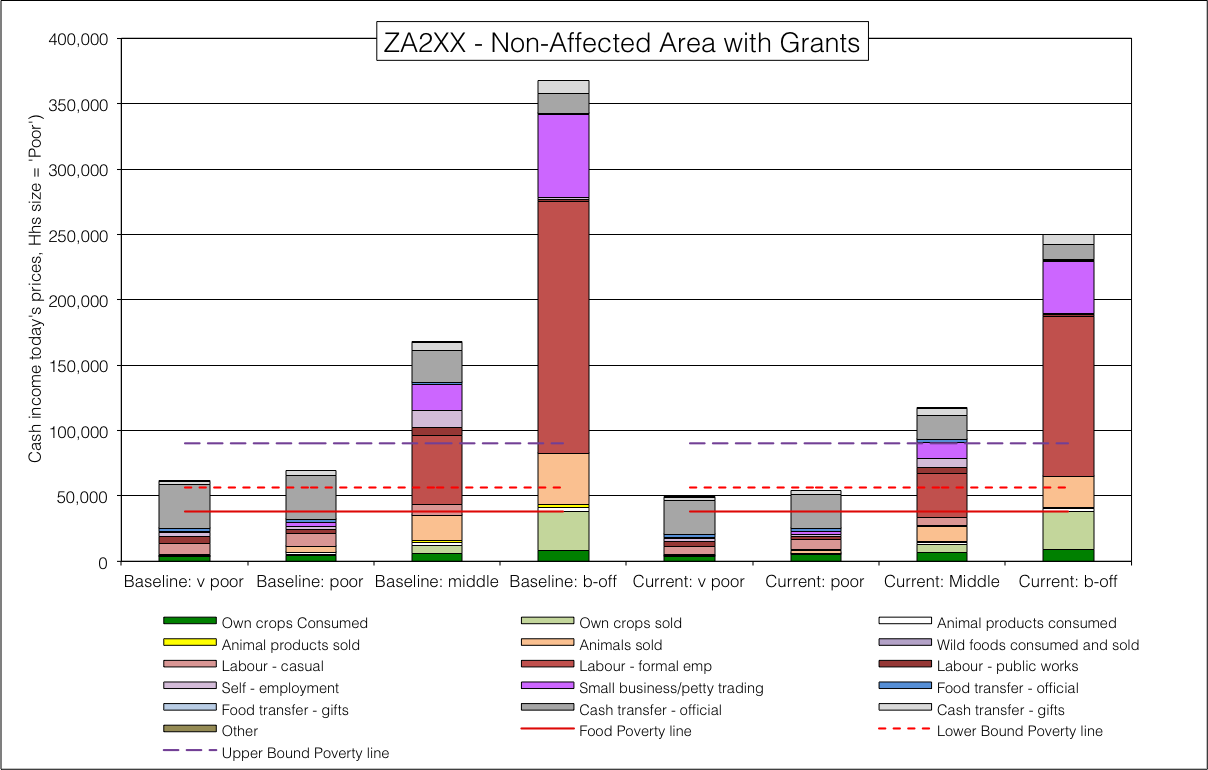 ZA2XX - Non-Affected Area with Grants
Cash income today's prices, Hhs size = 'Poor')
400,000
350,000
300,000
250,000
200,000
150,000
100,000
50,000
0
Baseline: v poor Baseline: poor Baseline: middle Baseline: b-off Current: v poor Current: poor Current: Middle Current: b-off
Own crops Consumed Own crops sold Animal products consumed
Animal products sold Animals sold Wild foods consumed and sold
Labour - casual Labour - formal emp Labour - public works
Self - employment Small business/petty trading Food transfer - official
Food transfer - gifts Cash transfer - official Cash transfer - gifts
Other Food Poverty line Lower Bound Poverty line
Upper Bound Poverty line